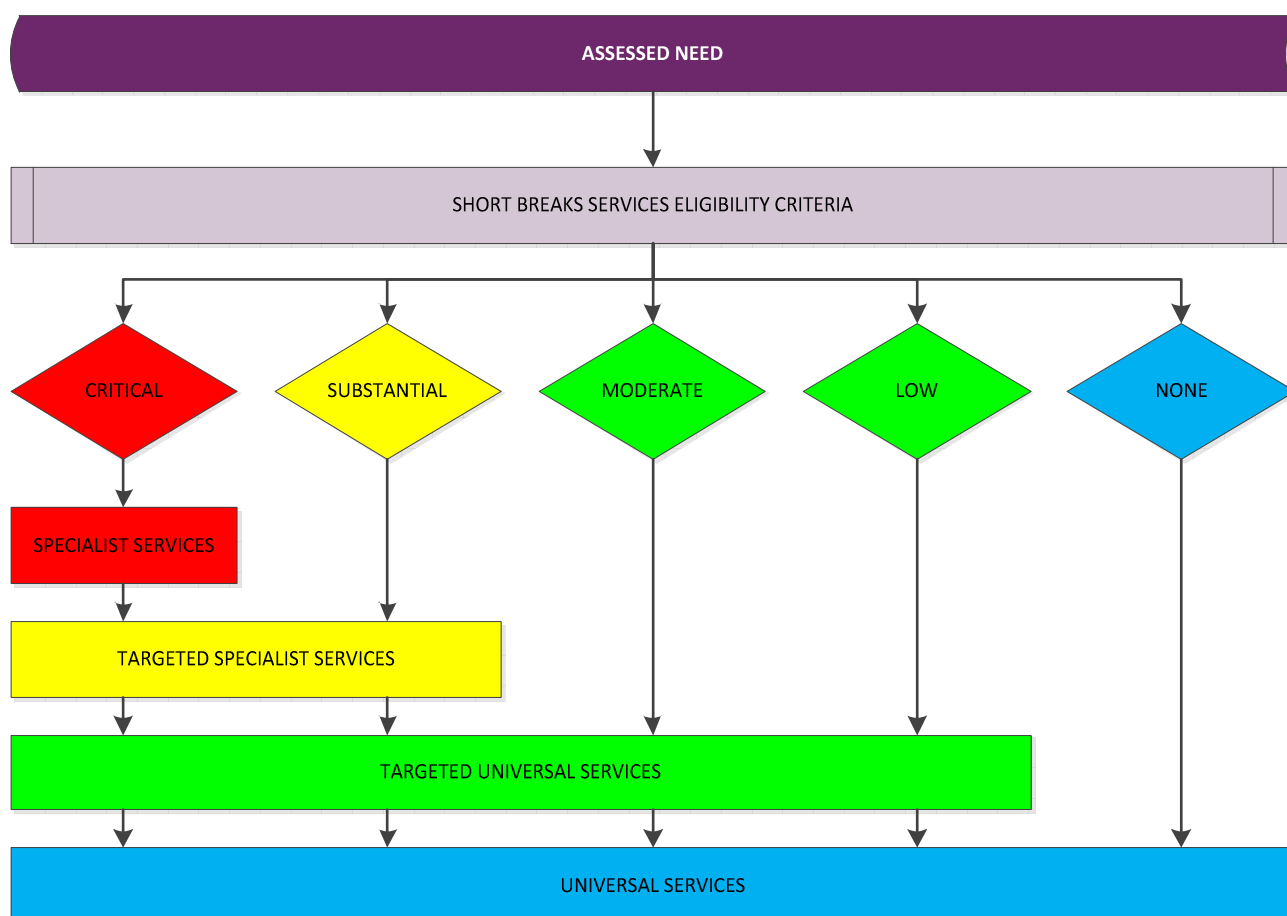 ASSESSED NEED
SHORT BREAKS SERVICES ELIGIBILITY CRITERIA
CRITICAL
SUBSTANTIAL
MODERATE
LOW
NONE
SPECIALIST SERVICES
TARGETED SPECIALIST SERVICES
TARGETED UNIVERSAL SERVICES
UNIVERSAL SERVICES